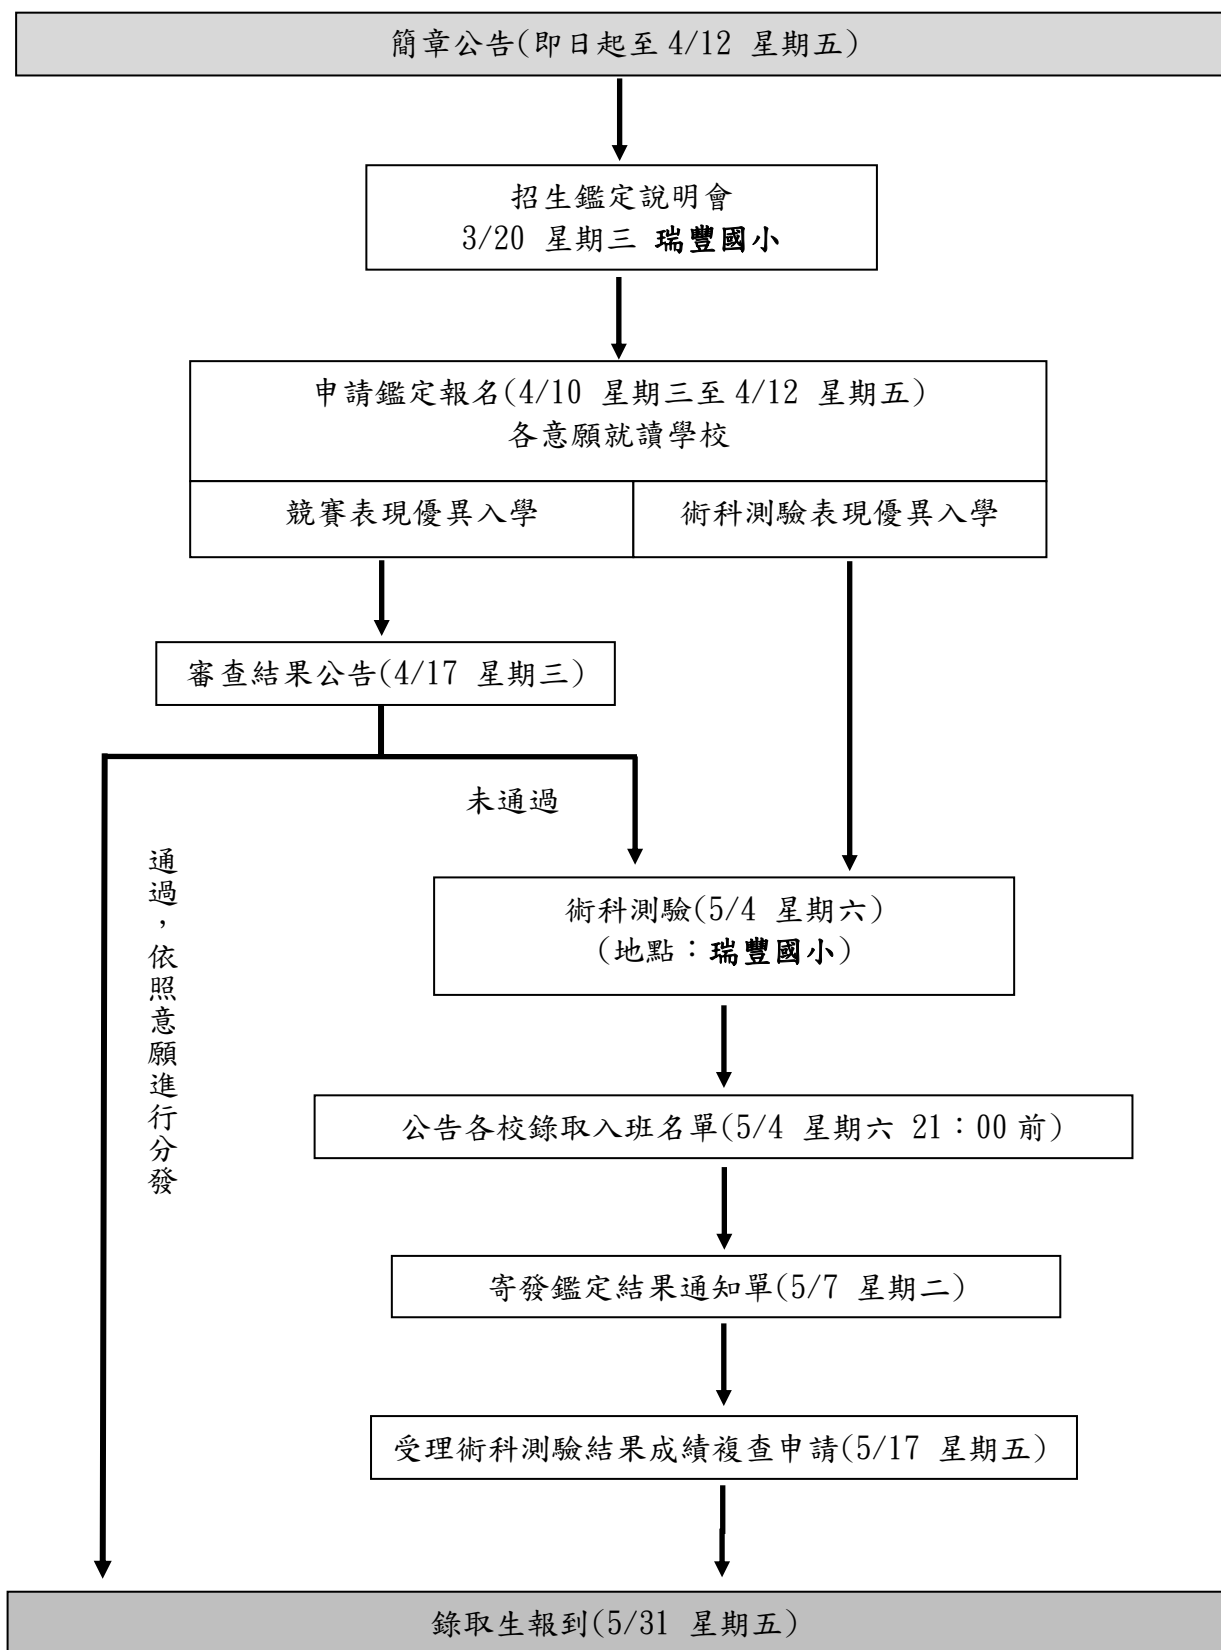 簡章公告(即日起至 4/12 星期五)
招生鑑定說明會
3/20 星期三 瑞豐國小
申請鑑定報名(4/10 星期三至 4/12 星期五)
各意願就讀學校
競賽表現優異入學
術科測驗表現優異入學
審查結果公告(4/17 星期三)
未通過
通過，依照意願進行分發
術科測驗(5/4 星期六)
(地點：瑞豐國小)
公告各校錄取入班名單(5/4 星期六 21：00 前)
寄發鑑定結果通知單(5/7 星期二)
受理術科測驗結果成績複查申請(5/17 星期五)
錄取生報到(5/31 星期五)